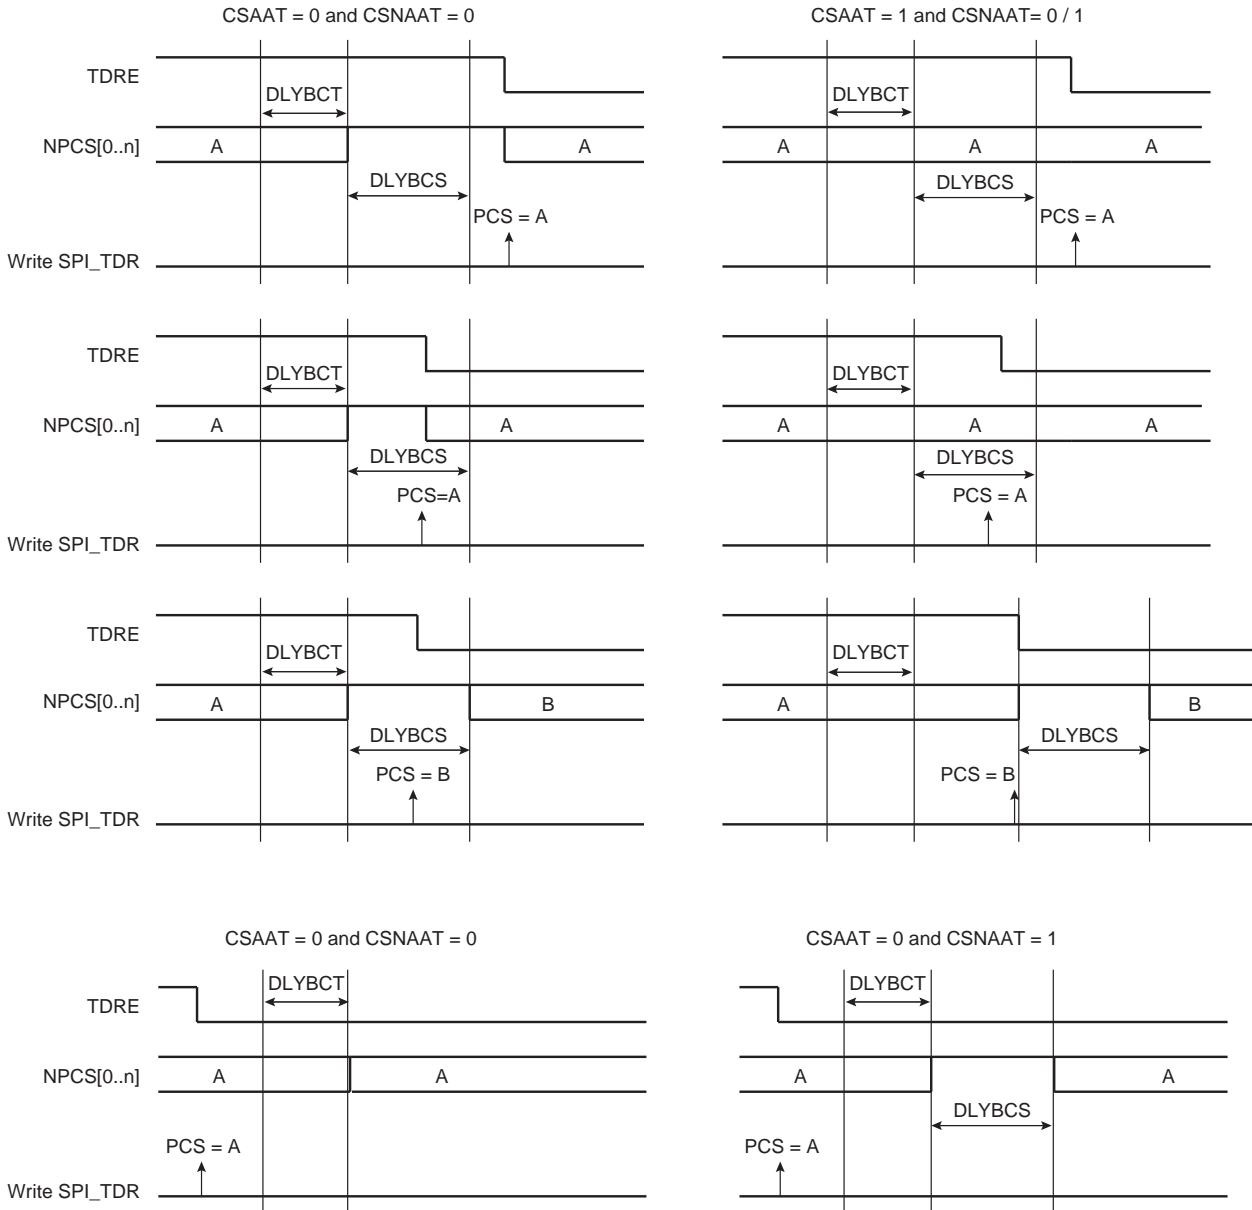 CSAAT = 0 and CSNAAT = 0
TDRE
DLYBCT
NPCS[0..n]
A
A
DLYBCS
PCS = A
Write SPI_TDR
CSAAT = 1 and CSNAAT= 0 / 1
DLYBCT
A
A
A
DLYBCS
PCS = A
TDRE
DLYBCT
NPCS[0..n]
A
A
DLYBCS
PCS=A
Write SPI_TDR
DLYBCT
A
A
A
DLYBCS
PCS = A
TDRE
DLYBCT
NPCS[0..n]
A
B
DLYBCS
PCS = B
Write SPI_TDR
DLYBCT
A
B
DLYBCS
PCS = B
CSAAT = 0 and CSNAAT = 0
TDRE
DLYBCT
NPCS[0..n]
A
A
PCS = A
Write SPI_TDR
CSAAT = 0 and CSNAAT = 1
DLYBCT
A
A
DLYBCS
PCS = A